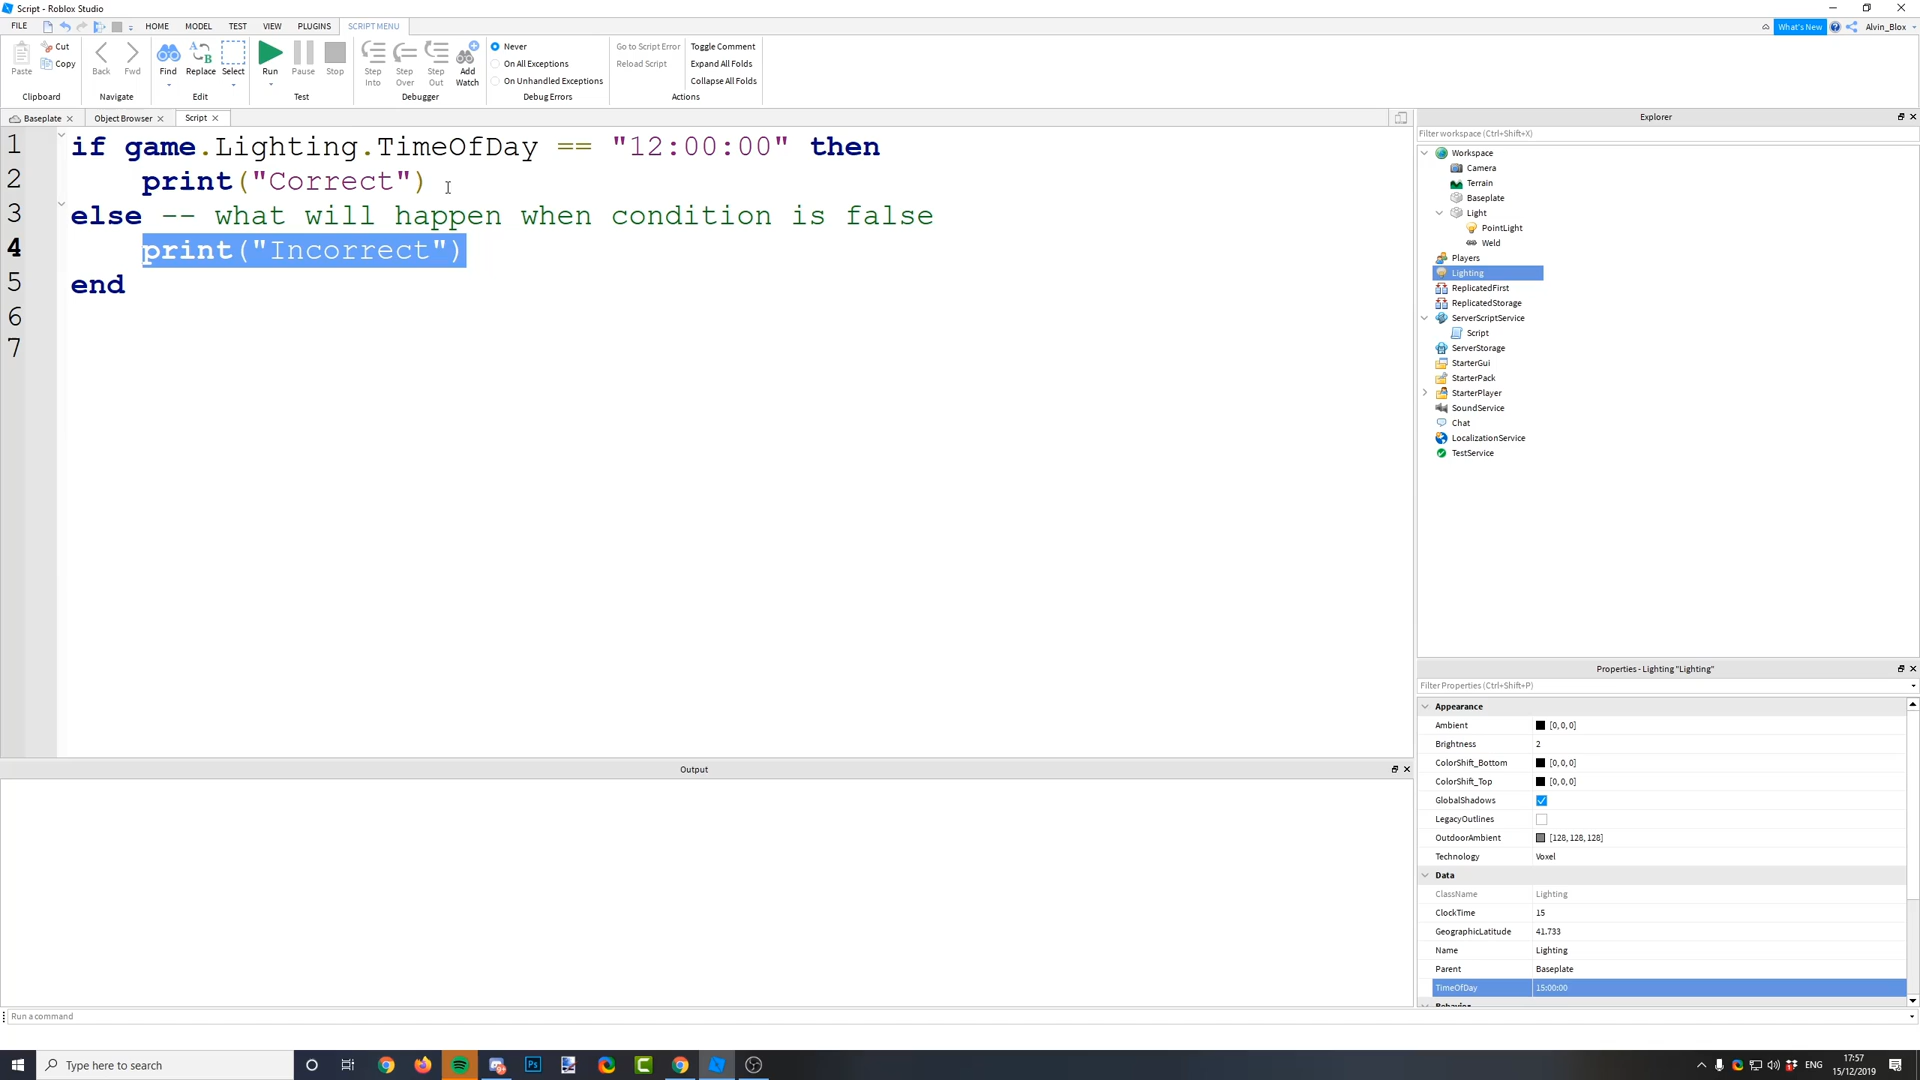 Script - Roblox Studio
FILE HOME MODEL TEST VIEW PLUGINS SCRIPT MENU What's New Alvin_Blox
Paste Cut Copy Clipboard
Back Fwd Navigate
Find Replace Select Edit
Run Pause Stop Test
Step Into Step Over Step Out Add Watch Debugger
Never
On All Exceptions
On Unhandled Exceptions
Debug Errors
Go to Script Error Toggle Comment
Reload Script Expand All Folds
Collapse All Folds
Actions
Baseplate Object Browser Script
1 if game.Lighting.TimeOfDay == "12:00:00" then
2 print("Correct")
3 else -- what will happen when condition is false
4 print("Incorrect")
5 end
6
7
Output
Run a command
Explorer
Filter workspace (Ctrl+Shift+X)
Workspace
Camera
Terrain
Baseplate
Light
PointLight
Weld
Players
Lighting
ReplicatedFirst
ReplicatedStorage
ServerScriptService
Script
ServerStorage
StarterGui
StarterPack
StarterPlayer
SoundService
Chat
LocalizationService
TestService
Properties - Lighting "Lighting"
Filter Properties (Ctrl+Shift+P)
Appearance
Ambient [0, 0, 0]
Brightness 2
ColorShift_Bottom [0, 0, 0]
ColorShift_Top [0, 0, 0]
GlobalShadows
LegacyOutlines
OutdoorAmbient [128, 128, 128]
Technology Voxel
Data
ClassName Lighting
ClockTime 15
GeographicLatitude 41.733
Name Lighting
Parent Baseplate
TimeOfDay 15:00:00
Behavior
Type here to search
Ps
ENG
17:57
15/12/2019